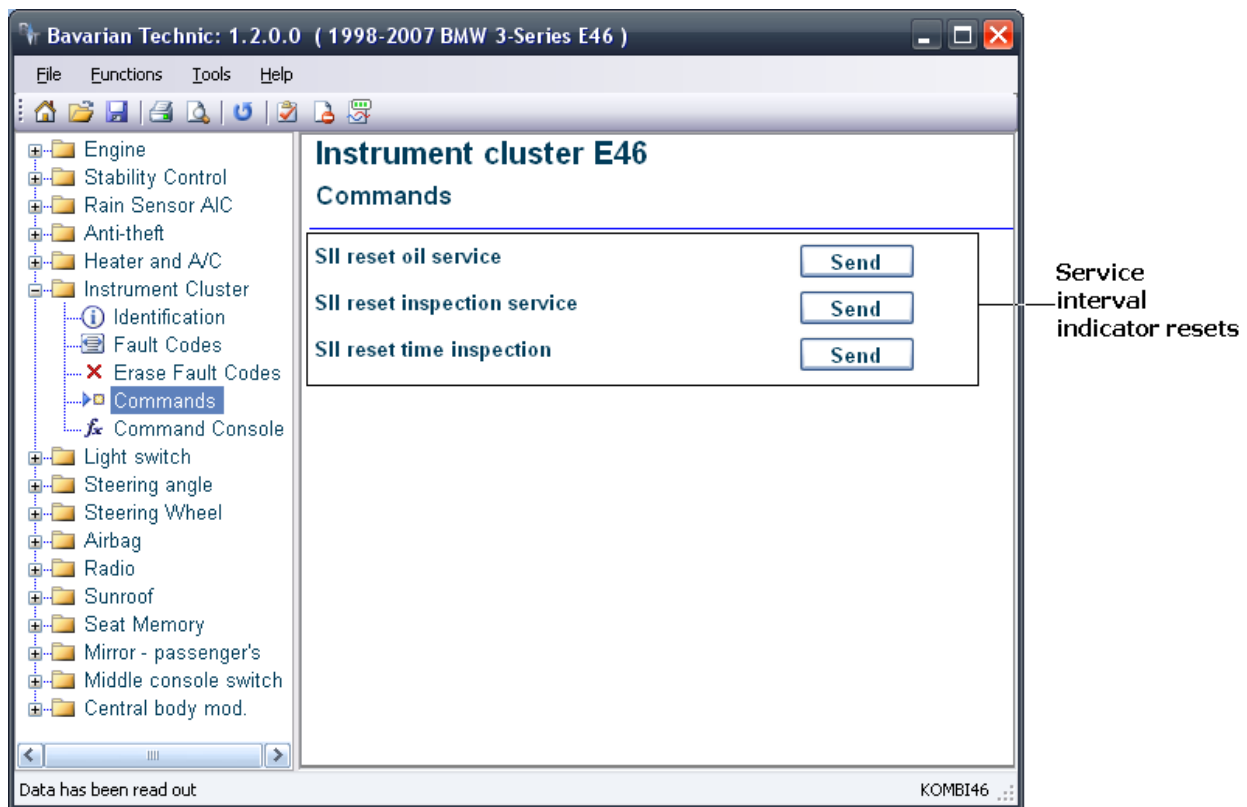 Bavarian Technic: 1.2.0.0 ( 1998-2007 BMW 3-Series E46 )
File Functions Tools Help
Engine
Stability Control
Rain Sensor AIC
Anti-theft
Heater and A/C
Instrument Cluster
Identification
Fault Codes
Erase Fault Codes
Commands
Command Console
Light switch
Steering angle
Steering Wheel
Airbag
Radio
Sunroof
Seat Memory
Mirror - passenger's
Middle console switch
Central body mod.
Instrument cluster E46
Commands
SII reset oil service Send
SII reset inspection service Send
SII reset time inspection Send
Service
interval
indicator resets
Data has been read out KOMBI46